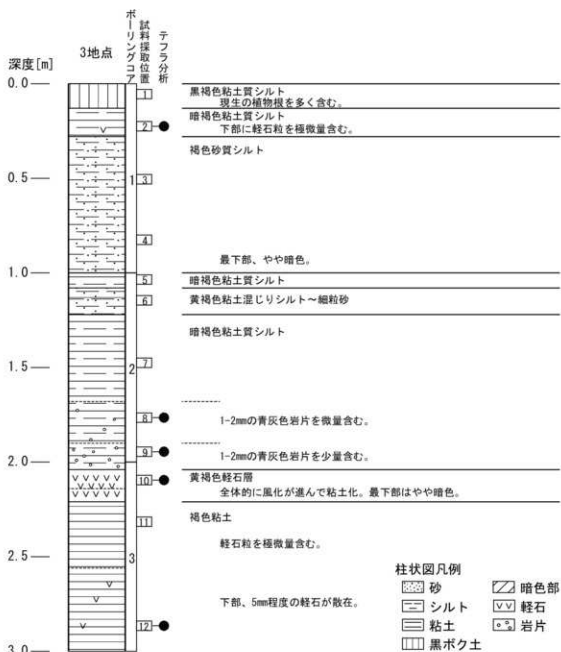 3地点
ボーリングコア
試料採取位置
テフラ分析
深度[m]
0.0
0.5
1.0
1.5
2.0
2.5
3.0
1
2
3
1
2
3
4
5
6
7
8
9
10
11
12
黒褐色粘土質シルト
現生の植物根を多く含む。
暗褐色粘土質シルト
下部に軽石粒を極微量含む。
褐色砂質シルト
最下部、やや暗色。
暗褐色粘土質シルト
黄褐色粘土混じりシルト～細粒砂
暗褐色粘土質シルト
1-2mmの青灰色岩片を微量含む。
1-2mmの青灰色岩片を少量含む。
黄褐色軽石層
全体的に風化が進んで粘土化。最下部はやや暗色。
褐色粘土
軽石粒を極微量含む。
下部、5mm程度の軽石が散在。
柱状図凡例
砂
暗色部
シルト
軽石
粘土
岩片
黒ボク土